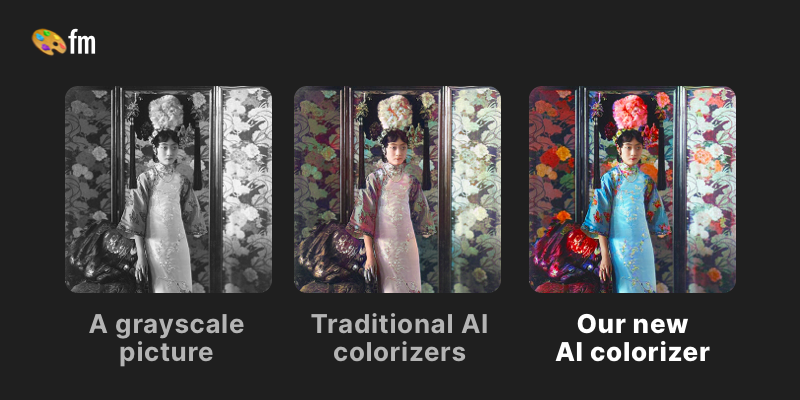 fm
A grayscale
picture
Traditional AI
colorizers
Our new
AI colorizer